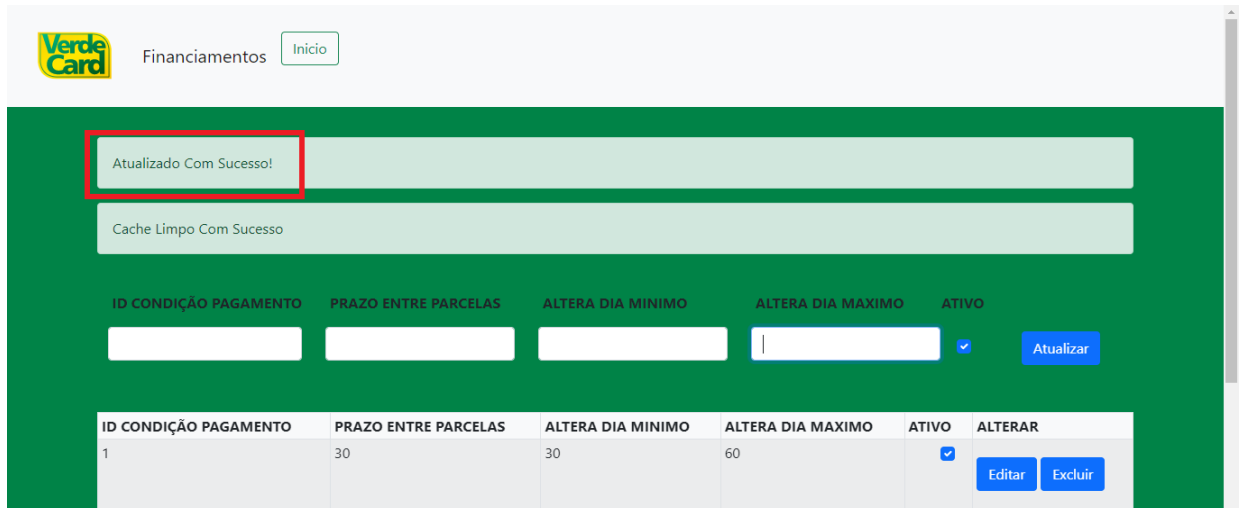 Verde
Card
Financiamentos Inicio
Atualizado Com Sucesso!
Cache Limpo Com Sucesso
ID CONDIÇÃO PAGAMENTO PRAZO ENTRE PARCELAS ALTERA DIA MINIMO ALTERA DIA MAXIMO ATIVO
Atualizar
ID CONDIÇÃO PAGAMENTO PRAZO ENTRE PARCELAS ALTERA DIA MINIMO ALTERA DIA MAXIMO ATIVO ALTERAR
1 30 30 60
Editar Excluir